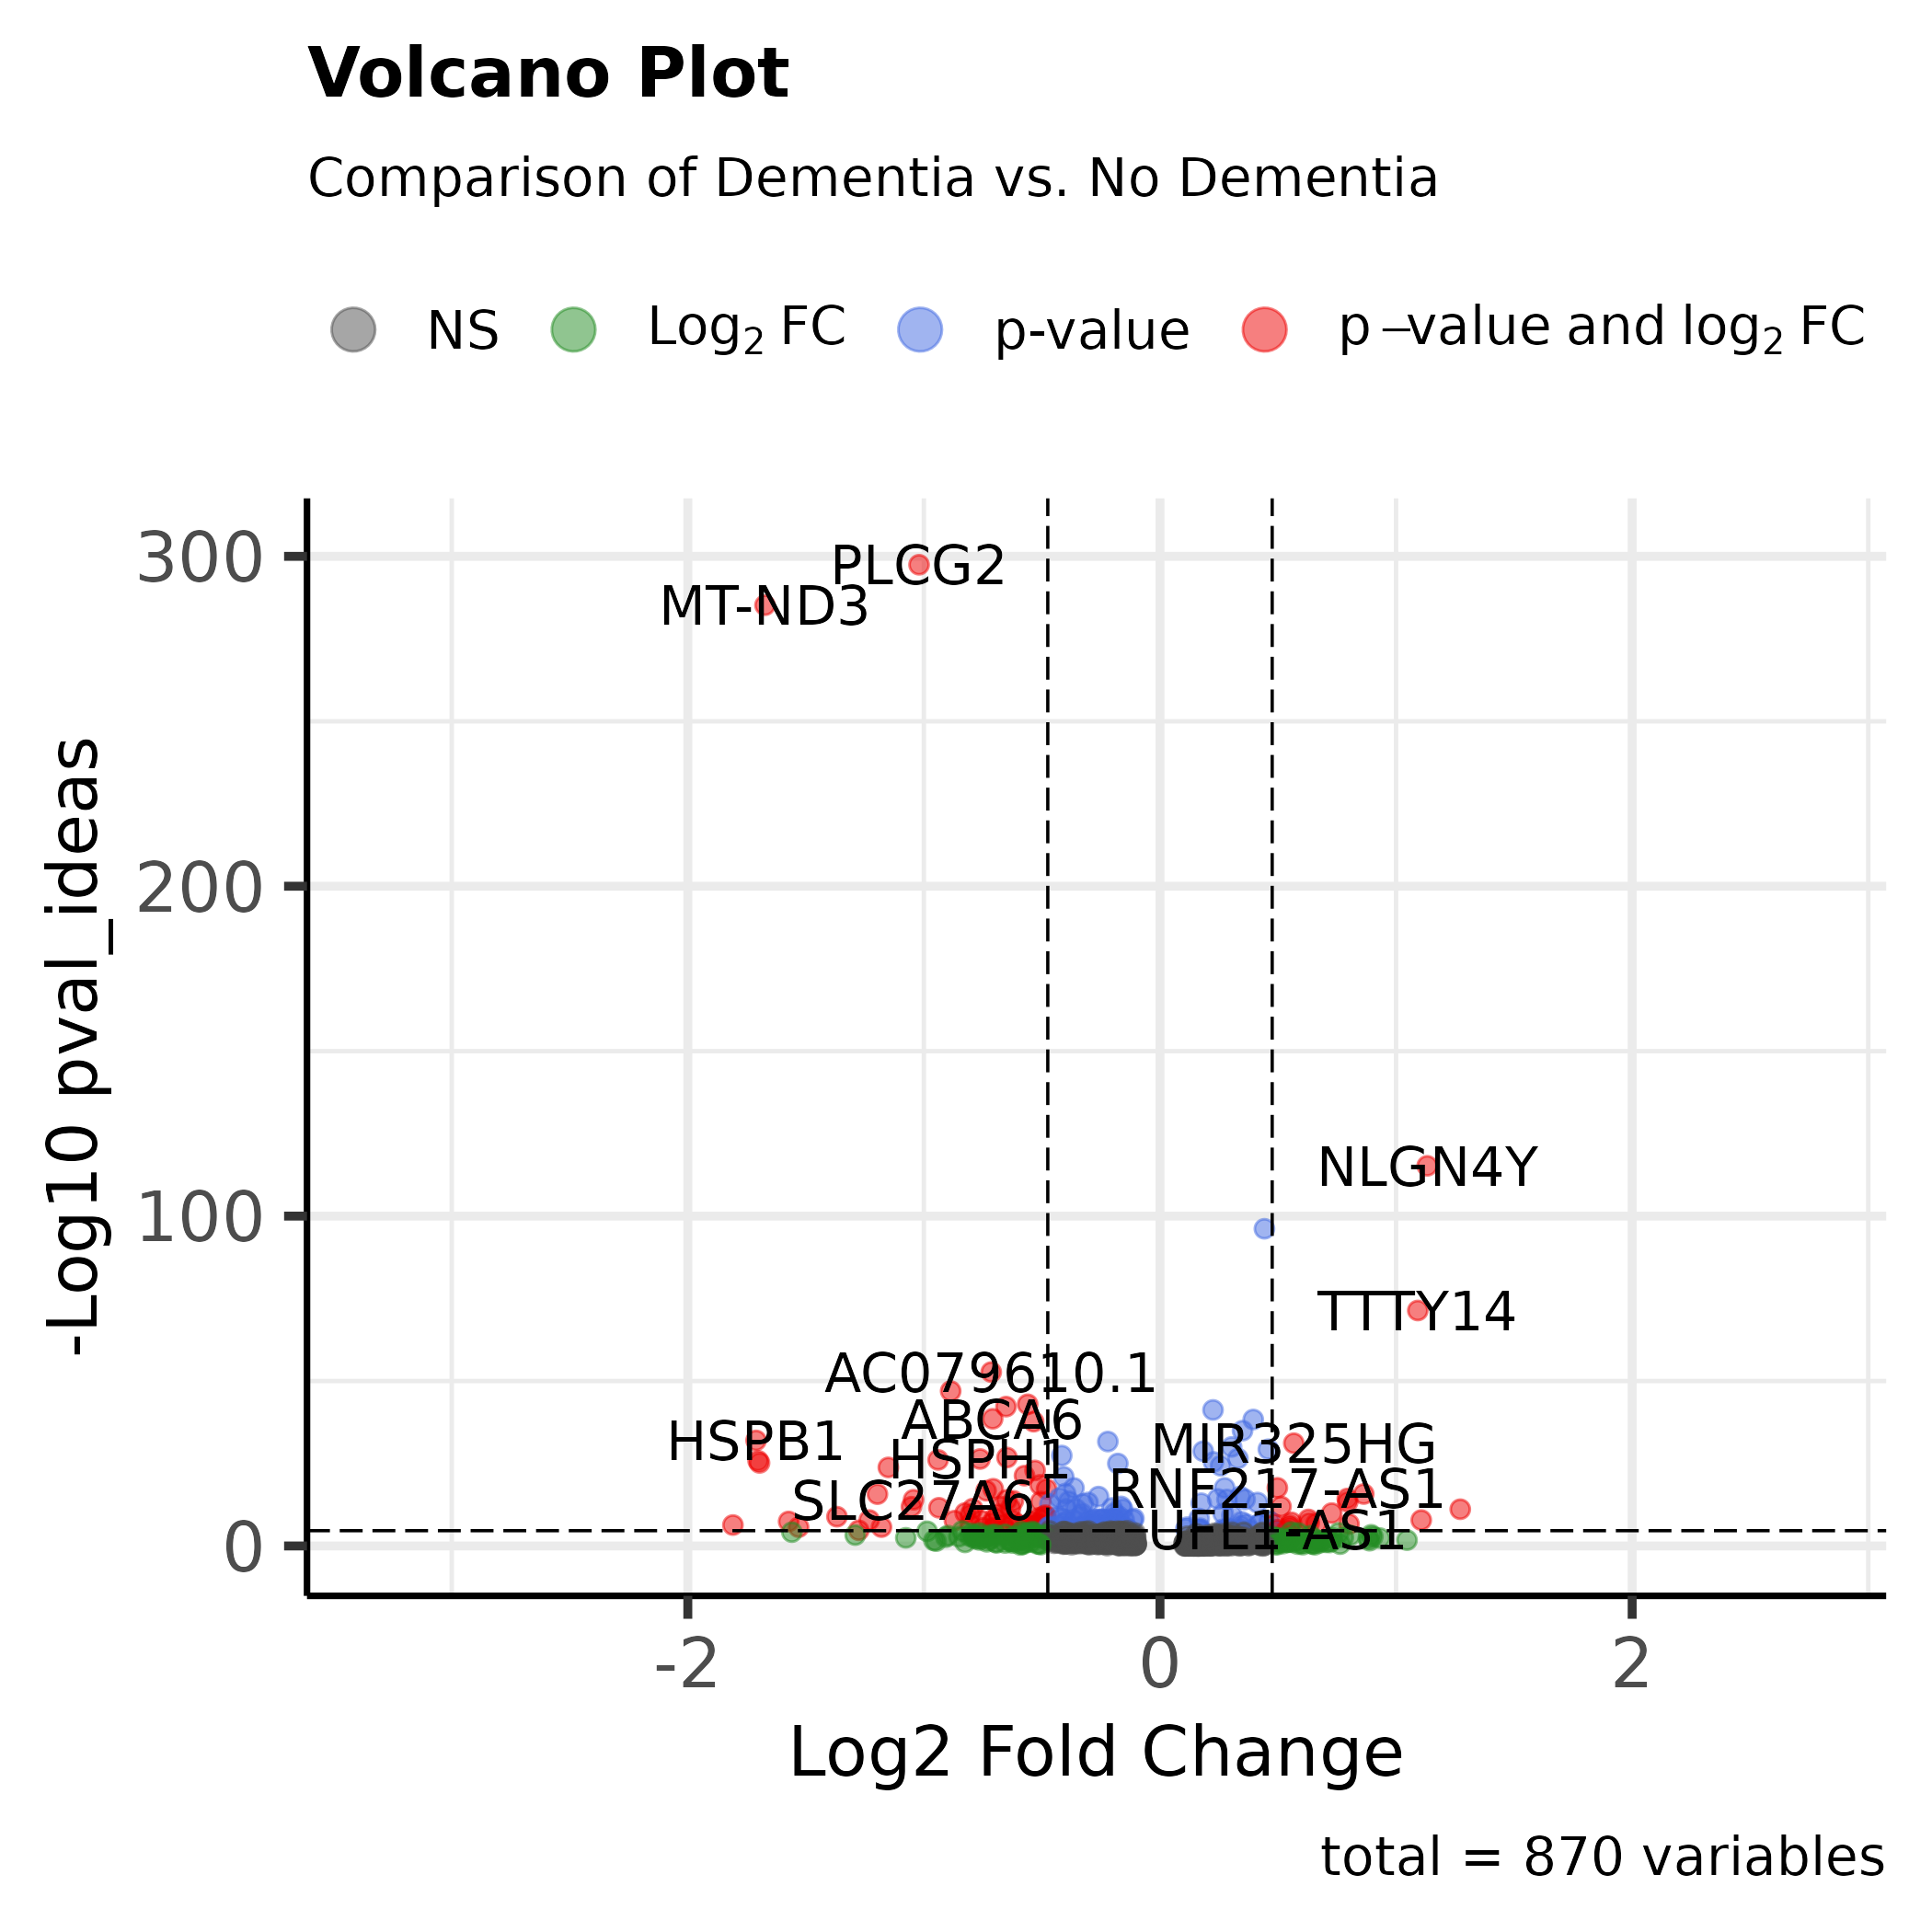 Volcano Plot
Comparison of Dementia vs. No Dementia
NS Log₂ FC p-value p – value and log₂ FC
300
200
100
0
-Log10 pval_ideas
PLCG2
MT-ND3
NLGN4Y
TTTY14
AC079610.1
ABCA6
HSPB1
MIR325HG
HSPH1
RNF217-AS1
SLC27A6
UFL1-AS1
-2 0 2
Log2 Fold Change
total = 870 variables